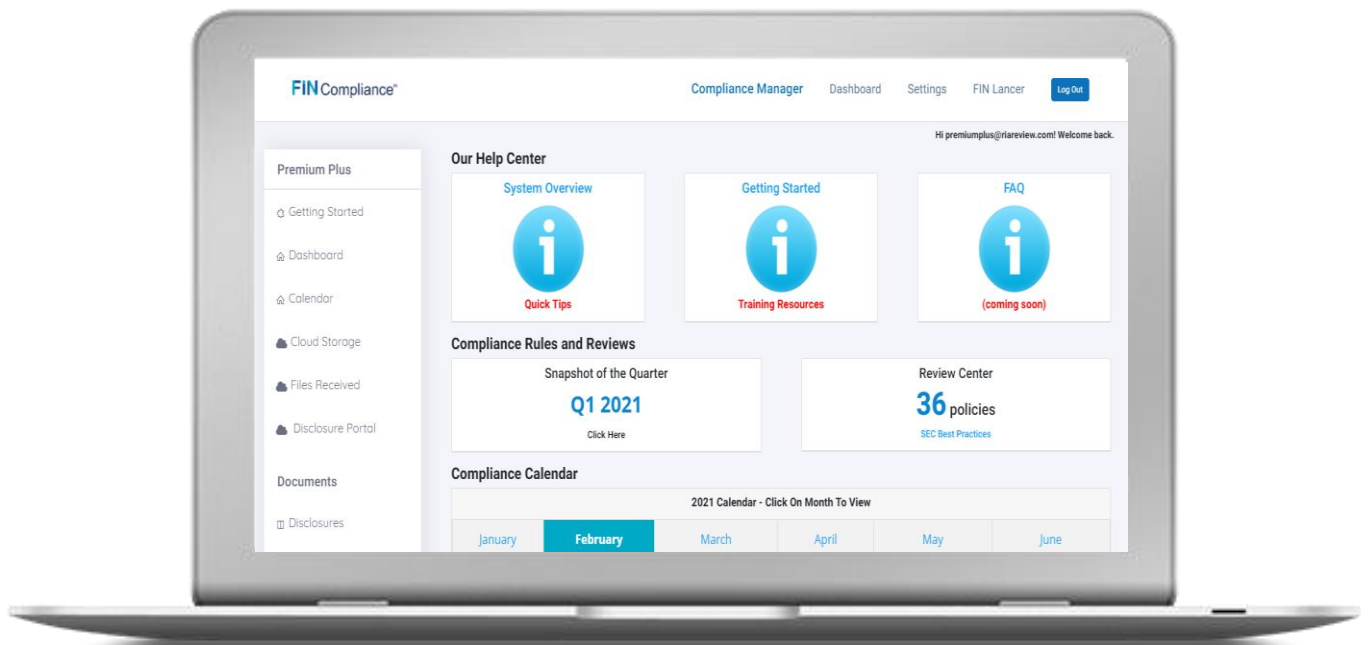 FIN Compliance™
Compliance Manager Dashboard Settings FIN Lancer Log Out
Hi premiumplus@riareview.com! Welcome back.
Premium Plus
Getting Started
Dashboard
Calendar
Cloud Storage
Files Received
Disclosure Portal
Documents
Disclosures
Our Help Center
System Overview
Quick Tips
Getting Started
Training Resources
FAQ
(coming soon)
Compliance Rules and Reviews
Snapshot of the Quarter
Q1 2021
Click Here
Review Center
36 policies
SEC Best Practices
Compliance Calendar
2021 Calendar - Click On Month To View
January February March April May June